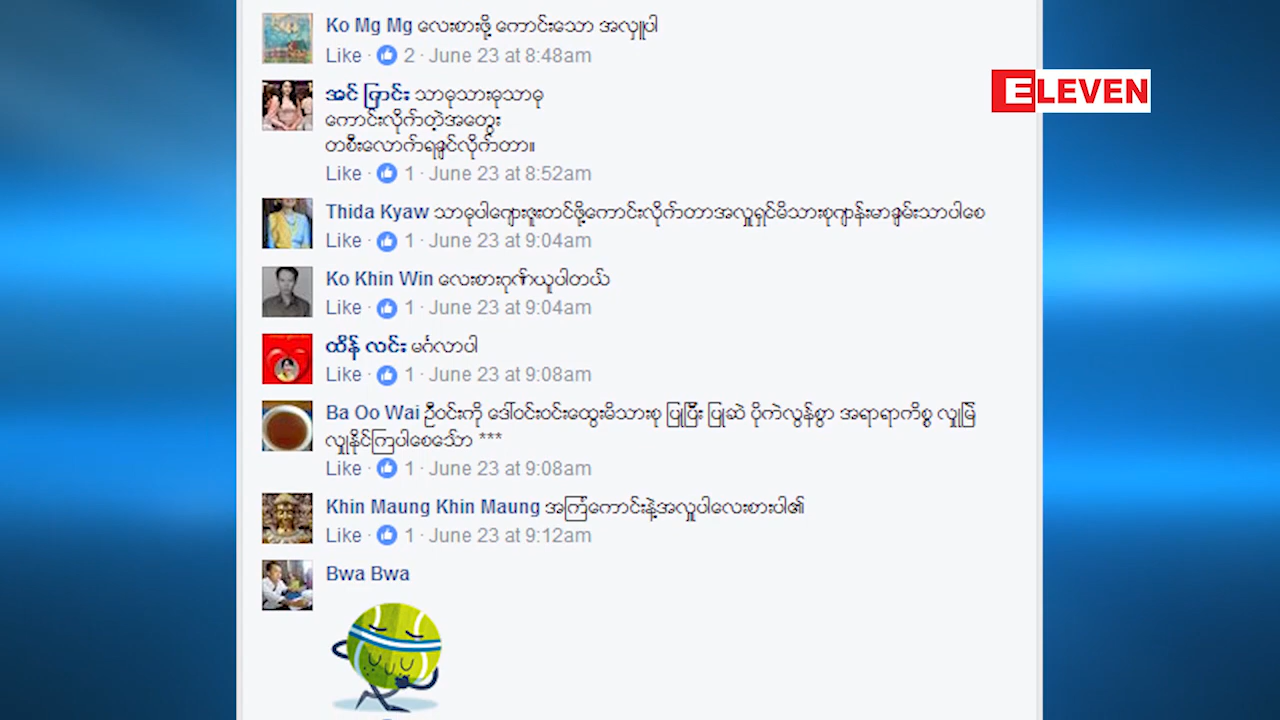 Ko Mg Mg လေးစားဖို့ ကောင်းသော အလှူပါ
Like · 2 · June 23 at 8:48am
ELEVEN
အင် ကြင်း သာဓုသားဓုသာဓု
ကောင်းလိုက်တဲ့အတွေး
တစီးလောက်ရချင်လိုက်တာ။
Like · 1 · June 23 at 8:52am
Thida Kyaw သာဓုပါကျေးဇူးတင်ဖို့ကောင်းလိုက်တာအလှူရှင်မိသားစုကျန်းမာချမ်းသာပါစေ
Like · 1 · June 23 at 9:04am
Ko Khin Win လေးစားဂုဏ်ယူပါတယ်
Like · 1 · June 23 at 9:04am
ထိန် လင်း မင်္ဂလာပါ
Like · 1 · June 23 at 9:08am
Ba Oo Wai ဦဝင်းကို ဒေါ်ဝင်းဝင်းထွေးမိသားစု ပြုပြီး ပြုဆဲ ပိုကဲလွန်စွာ အရာရာကိစ္စ လှူမြဲ
လှူနိုင်ကြပါစေသော် ***
Like · 1 · June 23 at 9:08am
Khin Maung Khin Maung အကြံကောင်းနဲ့အလှူပါလေးစားပါ၏
Like · 1 · June 23 at 9:12am
Bwa Bwa